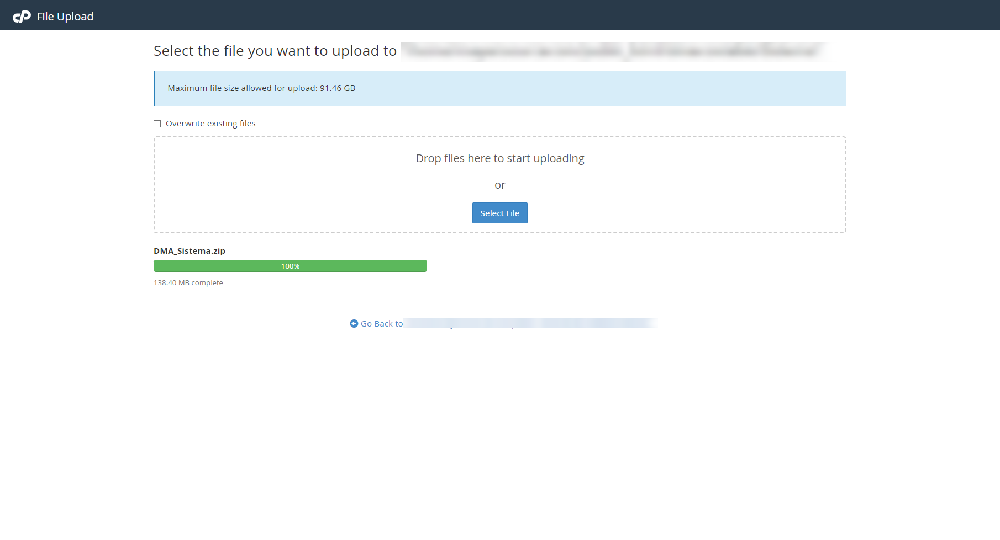 cP File Upload
Select the file you want to upload to
Maximum file size allowed for upload: 91.46 GB
Overwrite existing files
Drop files here to start uploading
or
Select File
DMA_Sistema.zip
100%
138.40 MB complete
Go Back to